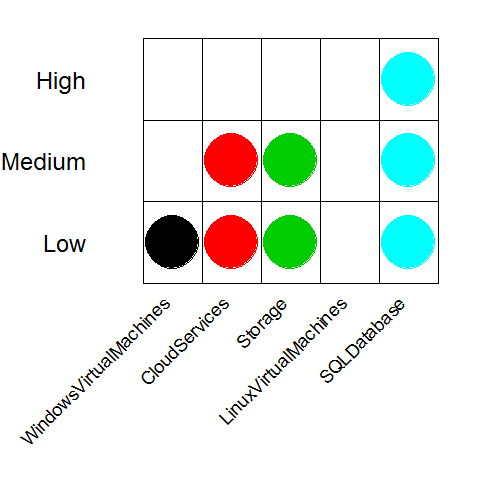 High
Medium
Low
WindowsVirtualMachines
CloudServices
Storage
LinuxVirtualMachines
SQLDatabase